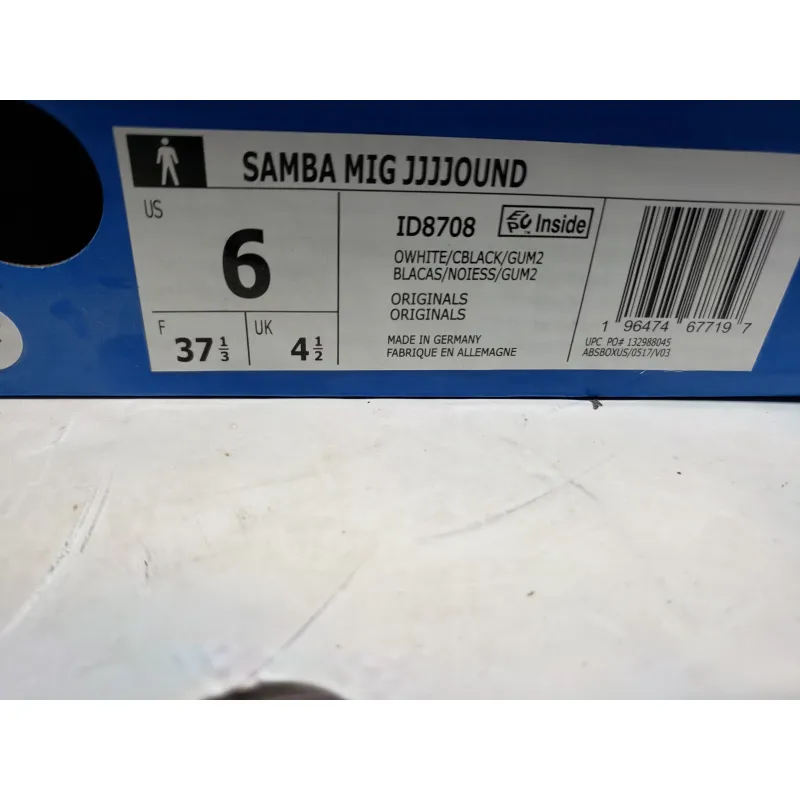 SAMBA MIG JJJJOUND
US
6
F
37 1/3
UK
4 1/2
ID8708
EPC™ Inside
OWHITE/CBLACK/GUM2
BLACAS/NOIESS/GUM2
ORIGINALS
ORIGINALS
MADE IN GERMANY
FABRIQUE EN ALLEMAGNE
1 96474 67719 7
UPC PO# 132988045
ABSBOXUS/0517/V03